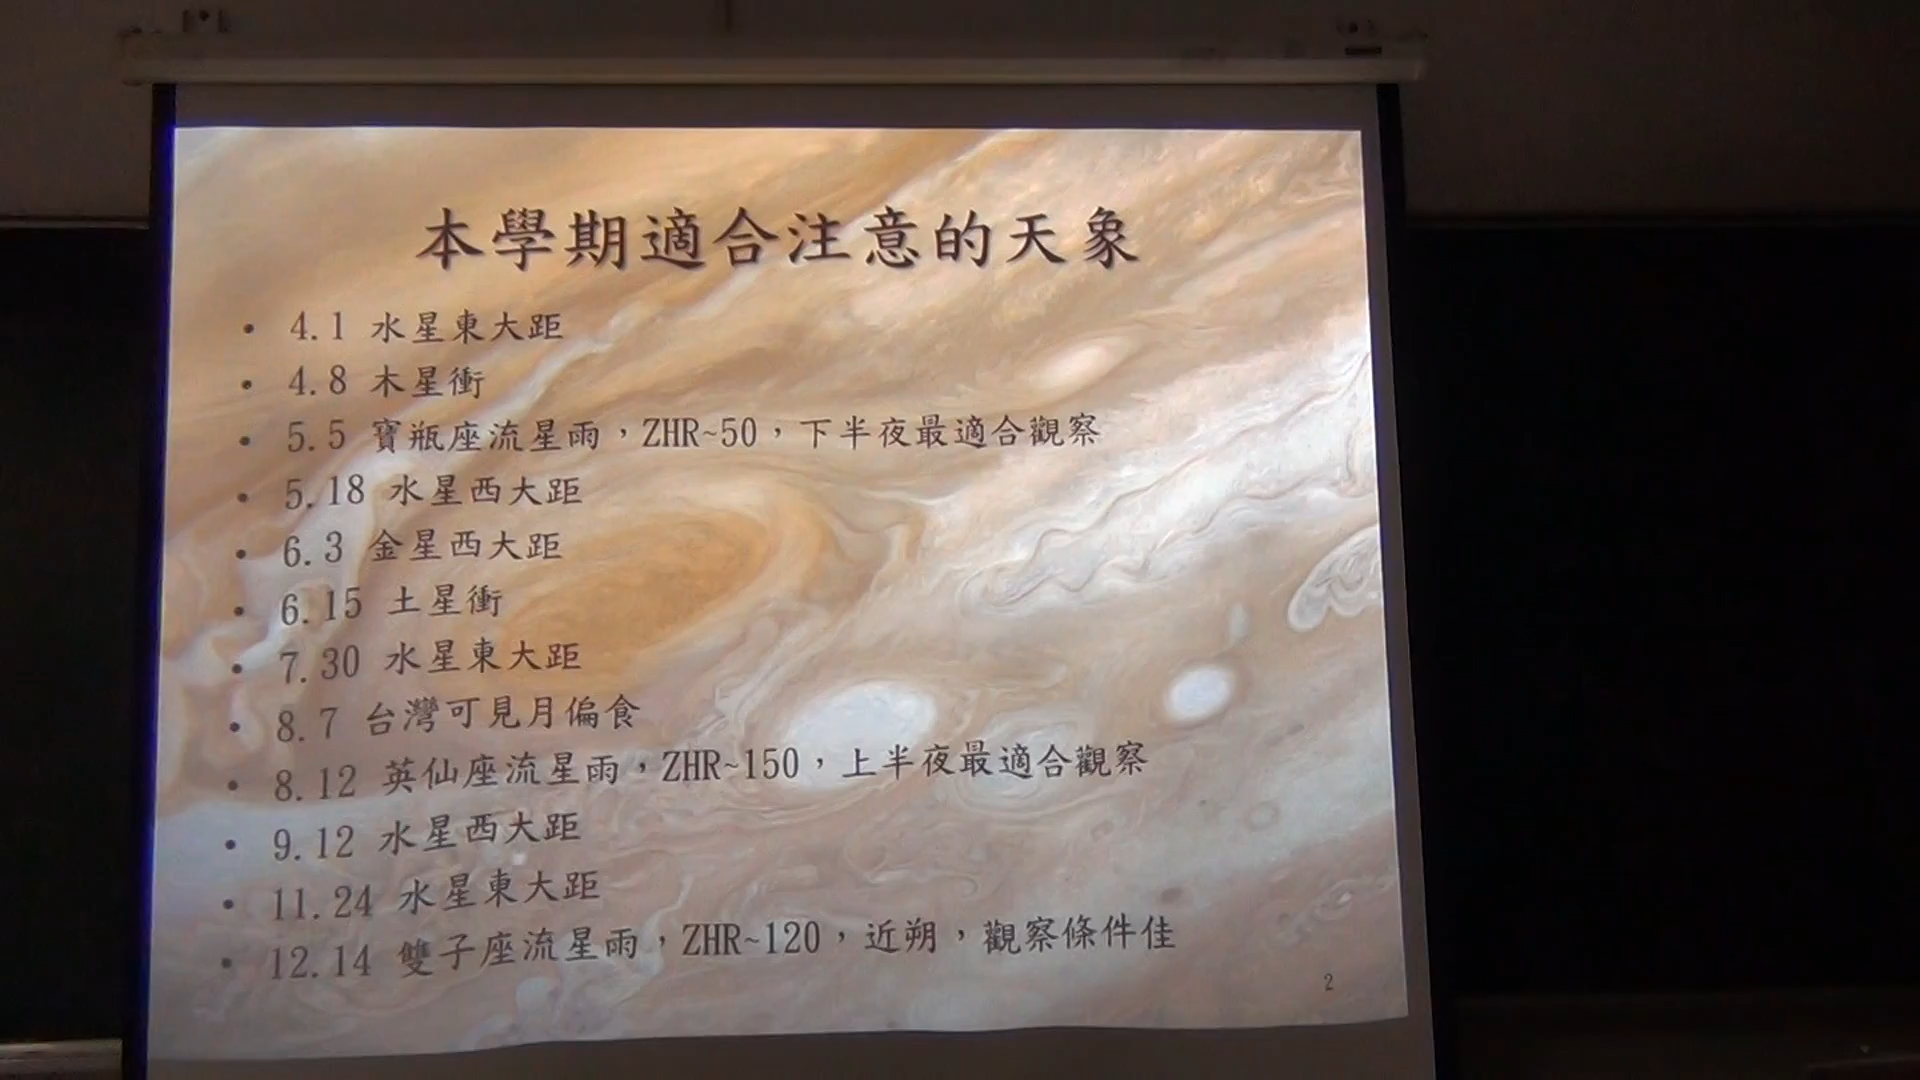 本學期適合注意的天象
• 4.1 水星東大距
• 4.8 木星衝
• 5.5 寶瓶座流星雨，ZHR~50，下半夜最適合觀察
• 5.18 水星西大距
• 6.3 金星西大距
• 6.15 土星衝
• 7.30 水星東大距
• 8.7 台灣可見月偏食
• 8.12 英仙座流星雨，ZHR~150，上半夜最適合觀察
• 9.12 水星西大距
• 11.24 水星東大距
• 12.14 雙子座流星雨，ZHR~120，近朔，觀察條件佳
2